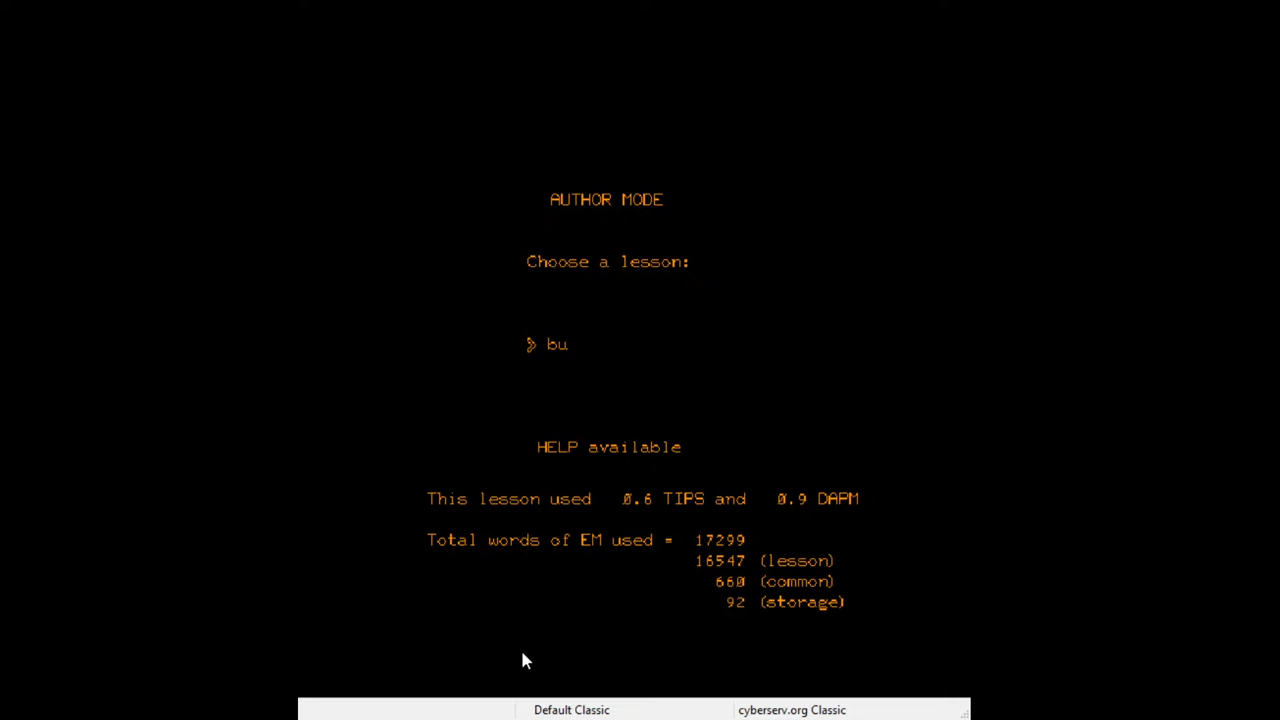 AUTHOR MODE
Choose a lesson:
> bu
HELP available
This lesson used 0.6 TIPS and 0.9 DAPM
Total words of EM used = 17299
16547 (lesson)
660 (common)
92 (storage)
Default Classic cyberserv.org Classic